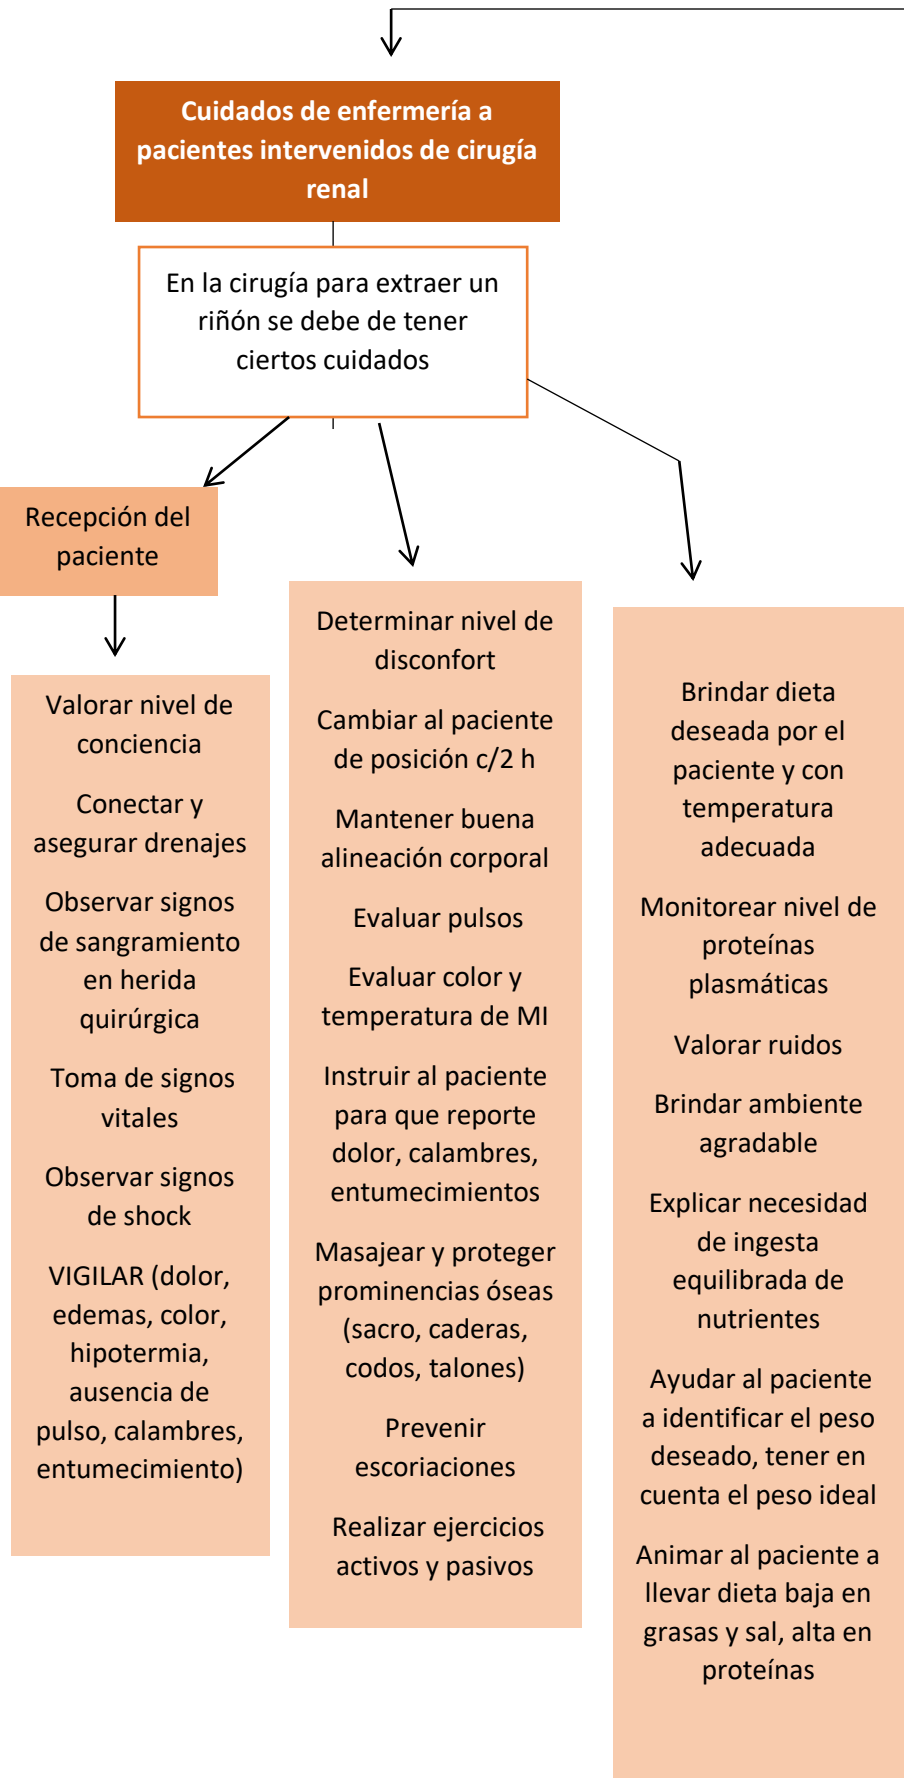 Cuidados de enfermería a
pacientes intervenidos de cirugía
renal
En la cirugía para extraer un
riñón se debe de tener
ciertos cuidados
Recepción del
paciente
Valorar nivel de
conciencia
Conectar y
asegurar drenajes
Observar signos
de sangramiento
en herida
quirúrgica
Toma de signos
vitales
Observar signos
de shock
VIGILAR (dolor,
edemas, color,
hipotermia,
ausencia de
pulso, calambres,
entumecimiento)
Determinar nivel de
disconfort
Cambiar al paciente
de posición c/2 h
Mantener buena
alineación corporal
Evaluar pulsos
Evaluar color y
temperatura de MI
Instruir al paciente
para que reporte
dolor, calambres,
entumecimientos
Masajear y proteger
prominencias óseas
(sacro, caderas,
codos, talones)
Prevenir
escoriaciones
Realizar ejercicios
activos y pasivos
Brindar dieta
deseada por el
paciente y con
temperatura
adecuada
Monitorear nivel de
proteínas
plasmáticas
Valorar ruidos
Brindar ambiente
agradable
Explicar necesidad
de ingesta
equilibrada de
nutrientes
Ayudar al paciente
a identificar el peso
deseado, tener en
cuenta el peso ideal
Animar al paciente a
llevar dieta baja en
grasas y sal, alta en
proteínas